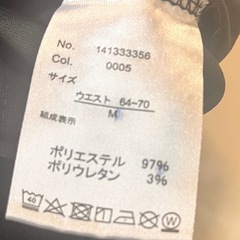 No. 141333356
Col. 0005
サイズ
ウエスト 64-70
M
組成表示
ポリエステル 97%
ポリウレタン 3%
40